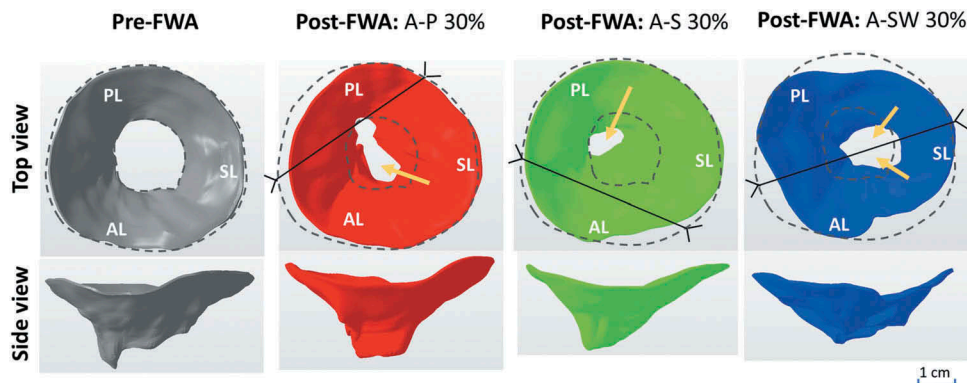 Pre-FWA
Post-FWA: A-P 30%
Post-FWA: A-S 30%
Post-FWA: A-SW 30%
Top view
PL
SL
AL
PL
SL
AL
PL
SL
AL
PL
SL
AL
Side view
1 cm